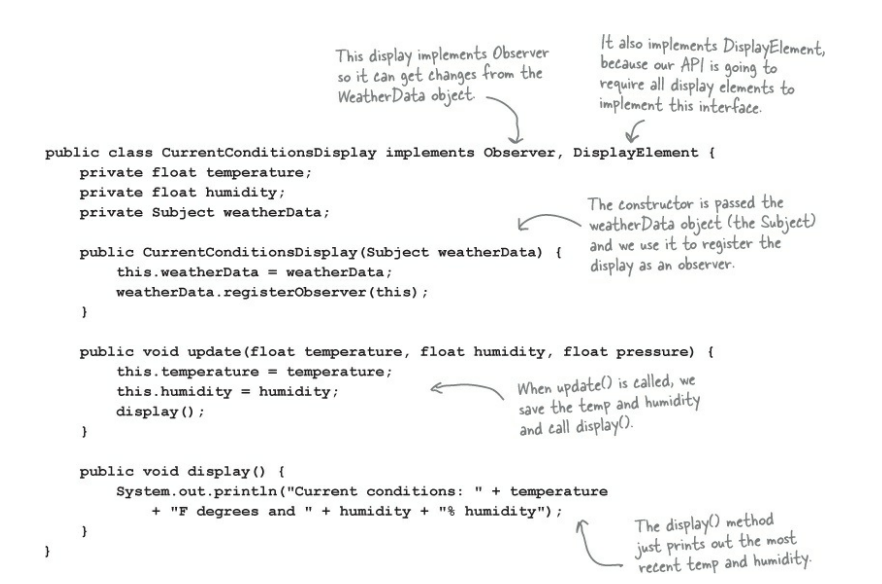 This display implements Observer
so it can get changes from the
WeatherData object.
It also implements DisplayElement,
because our API is going to
require all display elements to
implement this interface.
public class CurrentConditionsDisplay implements Observer, DisplayElement {
    private float temperature;
    private float humidity;
    private Subject weatherData;
    public CurrentConditionsDisplay(Subject weatherData) {
        this.weatherData = weatherData;
        weatherData.registerObserver(this);
    }
The constructor is passed the
weatherData object (the Subject)
and we use it to register the
display as an observer.
    public void update(float temperature, float humidity, float pressure) {
        this.temperature = temperature;
        this.humidity = humidity;
        display();
    }
When update() is called, we
save the temp and humidity
and call display().
    public void display() {
        System.out.println("Current conditions: " + temperature
            + "F degrees and " + humidity + "% humidity");
    }
}
The display() method
just prints out the most
recent temp and humidity.